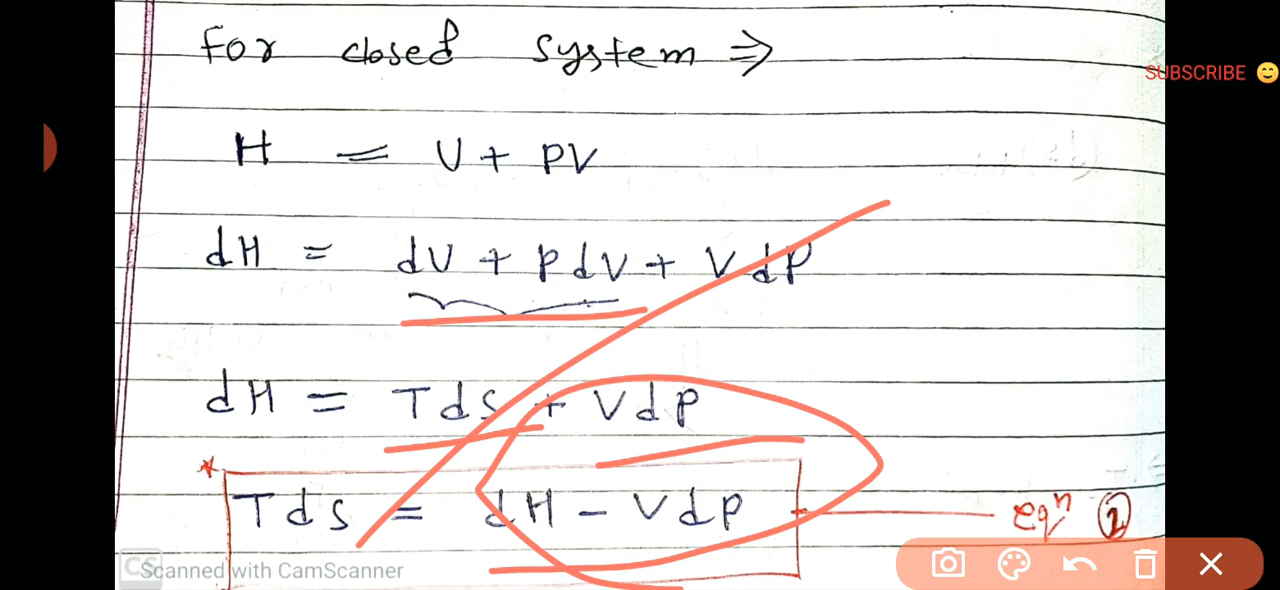 For closed system ⇒
SUBSCRIBE 😊
H = U + PV
dH = dU + PdV + VdP
dH = Tds + VdP
* Tds = dH - VdP
eqⁿ ②
CS Scanned with CamScanner